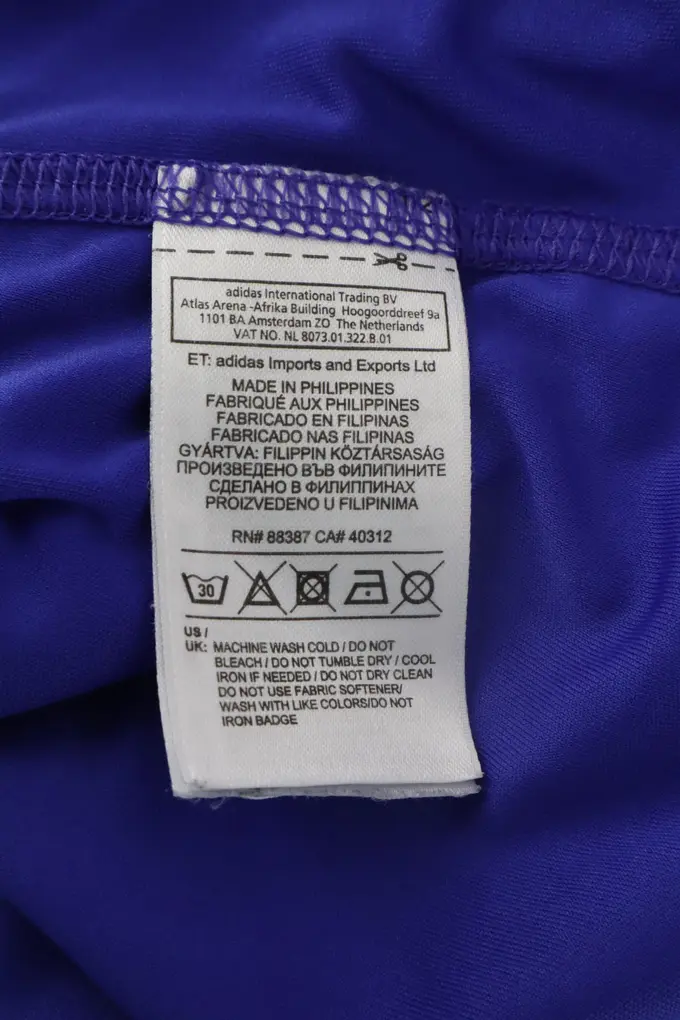 adidas International Trading BV
Atlas Arena -Afrika Building Hoogoorddreef 9a
1101 BA Amsterdam ZO The Netherlands
VAT NO. NL 8073.01.322.B.01
ET: adidas Imports and Exports Ltd
MADE IN PHILIPPINES
FABRIQUÉ AUX PHILIPPINES
FABRICADO EN FILIPINAS
FABRICADO NAS FILIPINAS
GYÁRTVA: FILIPPIN KÖZTÁRSASÁG
ПРОИЗВЕДЕНО ВЪВ ФИЛИПИНИТЕ
СДЕЛАНО В ФИЛИППИНАХ
PROIZVEDENO U FILIPINIMA
RN# 88387 CA# 40312
30
US /
UK: MACHINE WASH COLD / DO NOT
BLEACH / DO NOT TUMBLE DRY / COOL
IRON IF NEEDED / DO NOT DRY CLEAN
DO NOT USE FABRIC SOFTENER/
WASH WITH LIKE COLORS/DO NOT
IRON BADGE